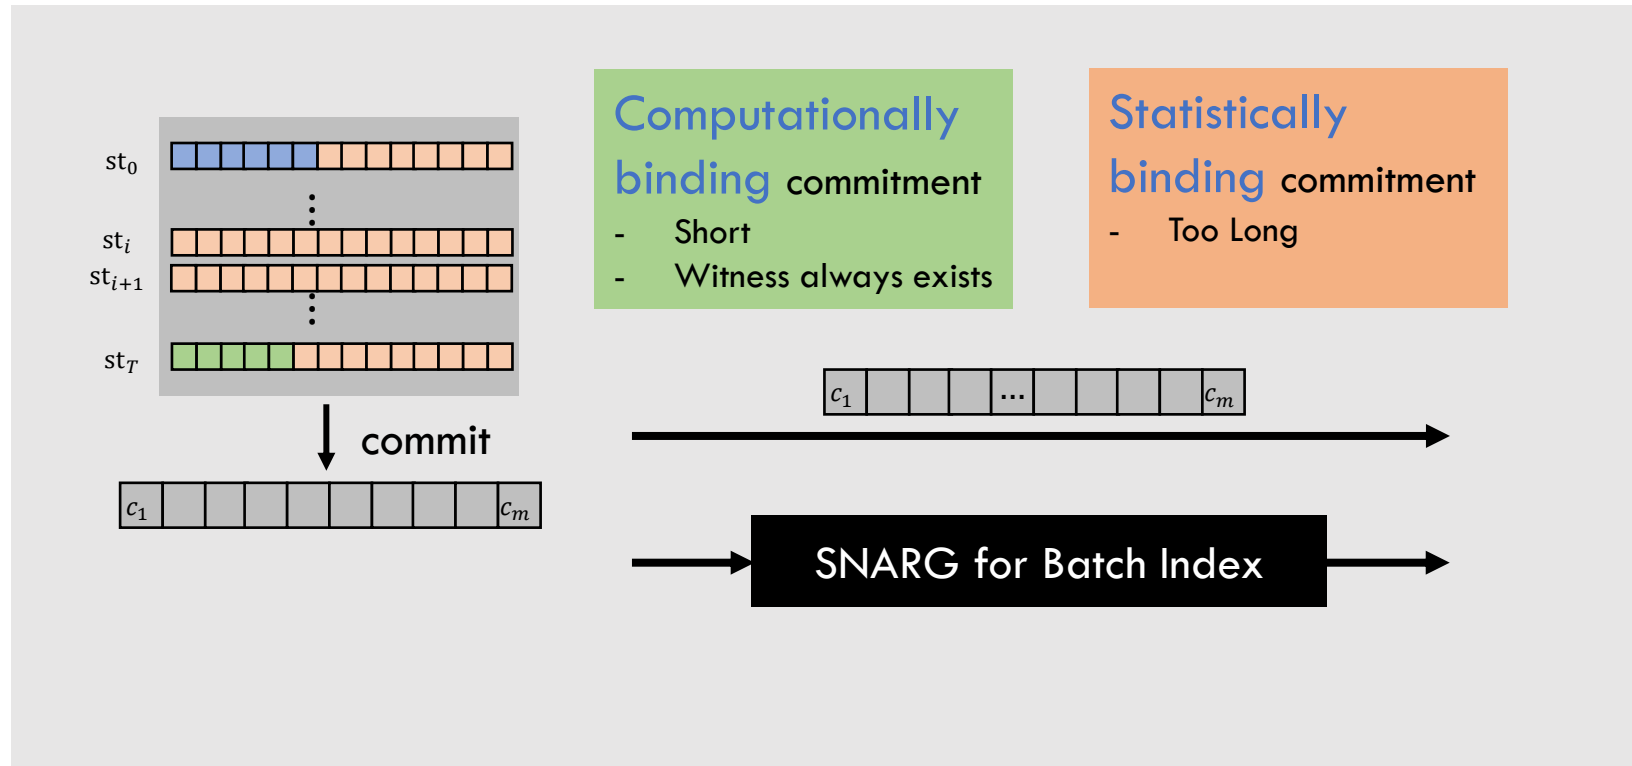 st₀
⋮
stᵢ
stᵢ₊₁
⋮
st_T
commit
c₁ cₘ
Computationally
binding commitment
- Short
- Witness always exists
Statistically
binding commitment
- Too Long
c₁ ... cₘ
SNARG for Batch Index